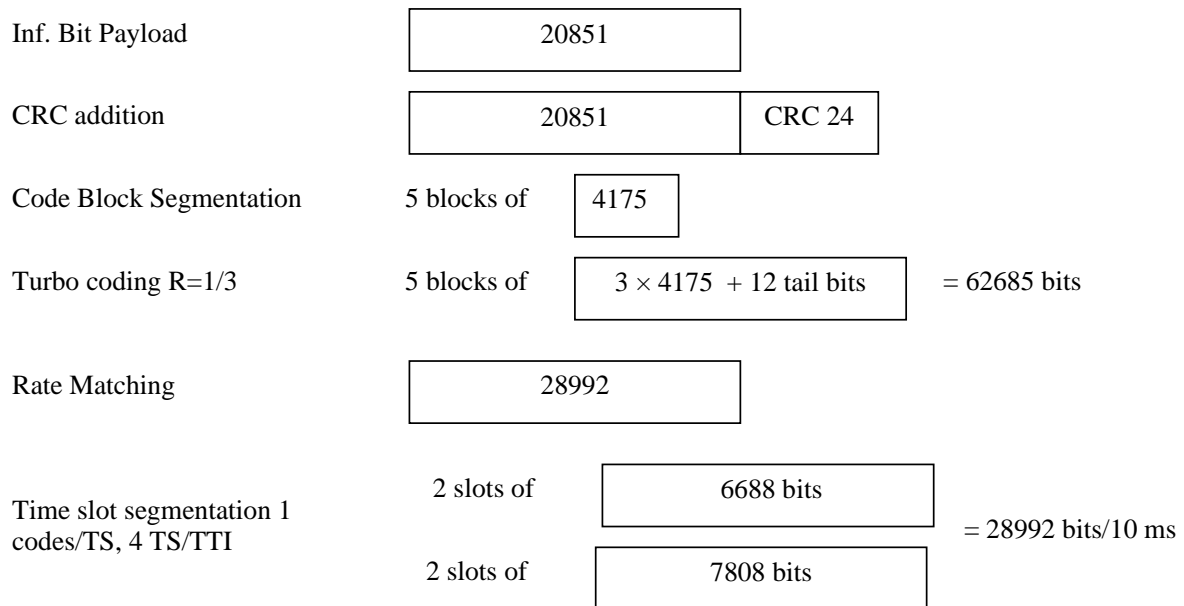 Inf. Bit Payload 20851
CRC addition 20851 CRC 24
Code Block Segmentation 5 blocks of 4175
Turbo coding R=1/3 5 blocks of 3 × 4175 + 12 tail bits = 62685 bits
Rate Matching 28992
2 slots of 6688 bits
Time slot segmentation 1
codes/TS, 4 TS/TTI = 28992 bits/10 ms
2 slots of 7808 bits